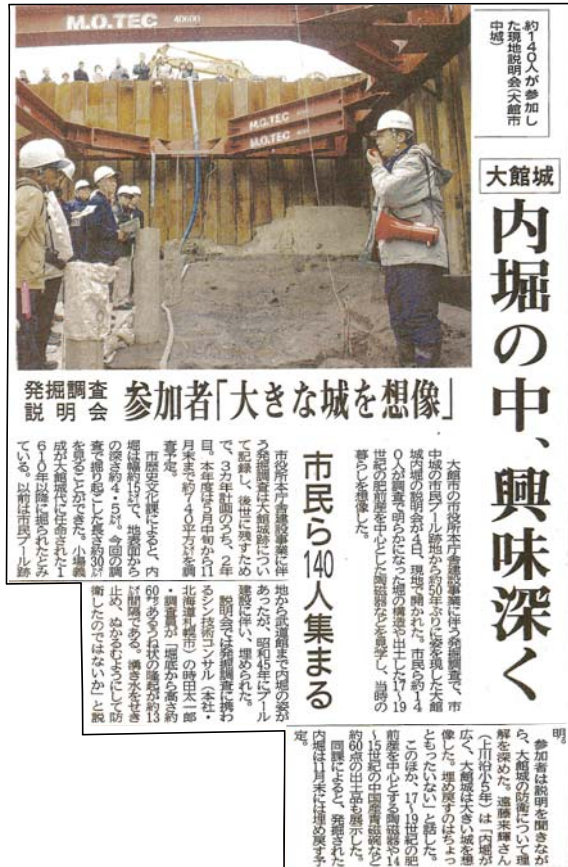 M.O.TEC 40600
M.O.TEC
M.O.TEC
M.O.TEC
約140人が参加し
た現地説明会(大館市
中城)
大館城
内堀の中、興味深く
発掘調査
説明会
参加者「大きな城を想像」
市民ら140人集まる
大館市の市役所本庁舎建設事業に伴う発掘調査で、市
中城の市民プール跡地から約50年ぶりに姿を現した大館
城内堀の説明会が4日、現地で開かれた。市民ら約14
0人が調査で明らかになった堀の構造や出土した17〜19
世紀の肥前産を中心とした陶磁器などを見学し、当時の
暮らしを想像した。
市役所本庁舎建設事業に伴
う発掘調査は大館城跡につい
て記録し、後世に残すため
で、3カ年計画のうち、2年
目。本年度は5月中旬から11
月末まで約740平方㍍を調
査予定。
市歴史文化課によると、内
堀は幅約15㍍で、地表面から
の深さ約4・5㍍。今回の調
査で掘り起こした長さ約30㍍
を見ることができた。小場義
成が大館城代に任命された1
610年以降に掘られたとみ
ている。以前は市民プール跡
地から武道館まで内堀の姿が
あったが、昭和45年にプール
建設に伴い、埋められた。
説明会では発掘調査に携わ
るシン技術コンサル(本社・
北海道札幌市)の時田太一郎
・調査員が「堀底から高さ約
60㌢あるうね状の隆起が約13
㍍間隔である。湧き水をせき
止め、ぬかるむようにして防
衛したのではないか」と説
明。
参加者は説明を聞きなが
ら、大館城の防衛について理
解を深めた。遠藤来輝さん
(上川沿小5年)は「内堀が
広く、大館城は大きい城を想
像した。埋め戻すのはちょっ
ともったいない」と話した。
このほか、17〜19世紀の肥
前産を中心とする陶磁器や14
〜15世紀の中国産青磁碗など
約60点の出土品も展示した。
同課によると、発掘された
内堀は11月末には埋め戻す予
定。